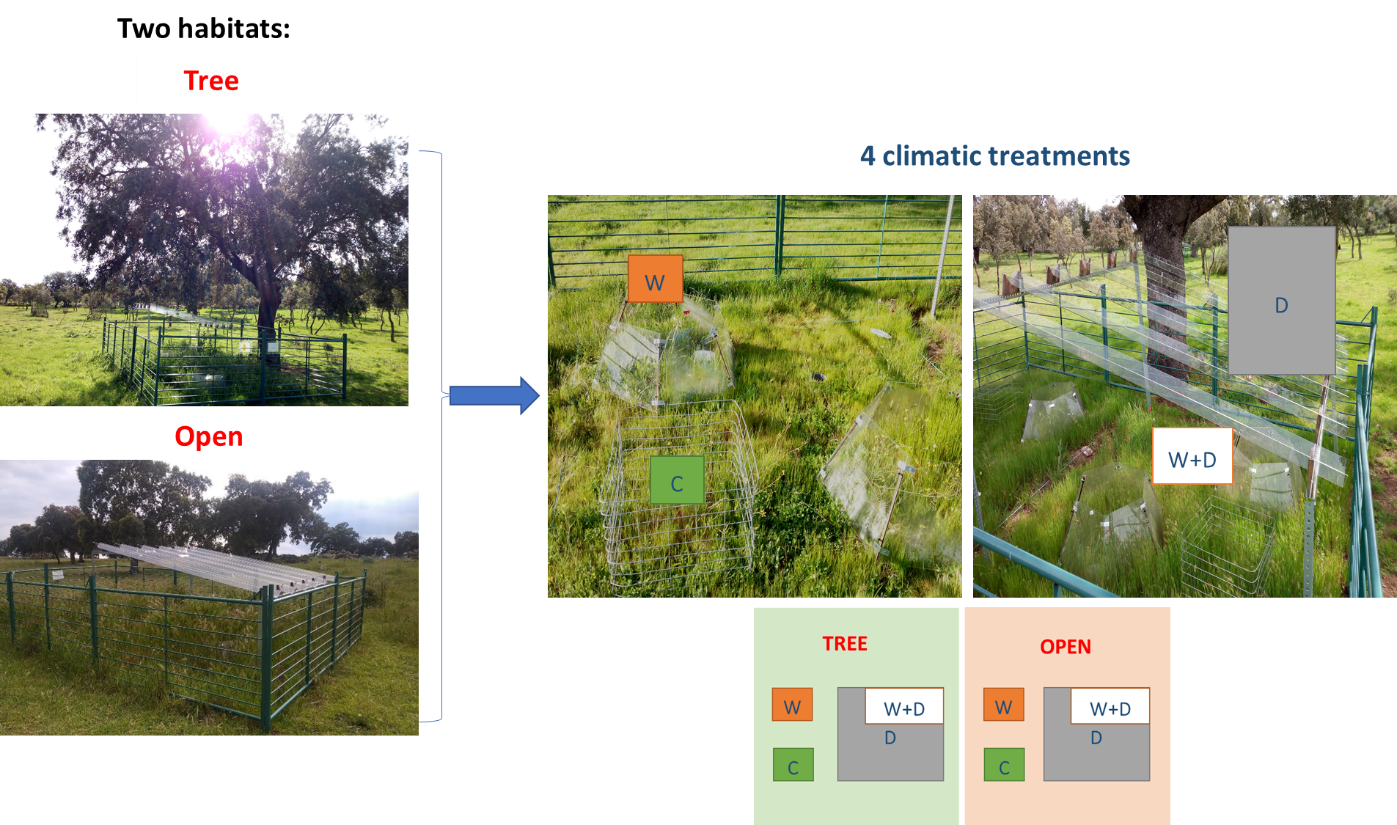 Two habitats:
Tree
Open
4 climatic treatments
W
C
D
W+D
TREE
W
W+D
D
C
OPEN
W
W+D
D
C